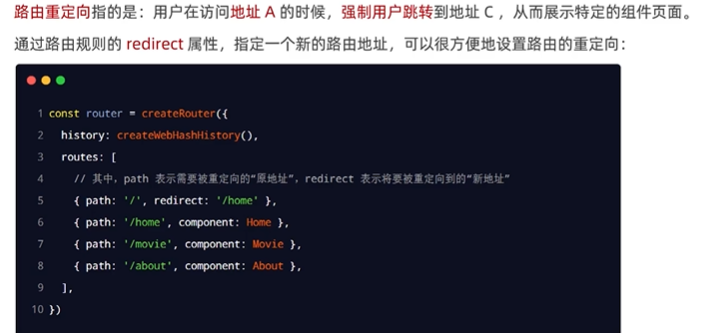 路由重定向指的是：用户在访问地址 A 的时候，强制用户跳转到地址 C ，从而展示特定的组件页面。
通过路由规则的 redirect 属性，指定一个新的路由地址，可以很方便地设置路由的重定向：
1 const router = createRouter({
2 history: createWebHashHistory(),
3 routes: [
4 // 其中，path 表示需要被重定向的“原地址”，redirect 表示将要被重定向到的“新地址”
5 { path: '/', redirect: '/home' },
6 { path: '/home', component: Home },
7 { path: '/movie', component: Movie },
8 { path: '/about', component: About },
9 ],
10 })